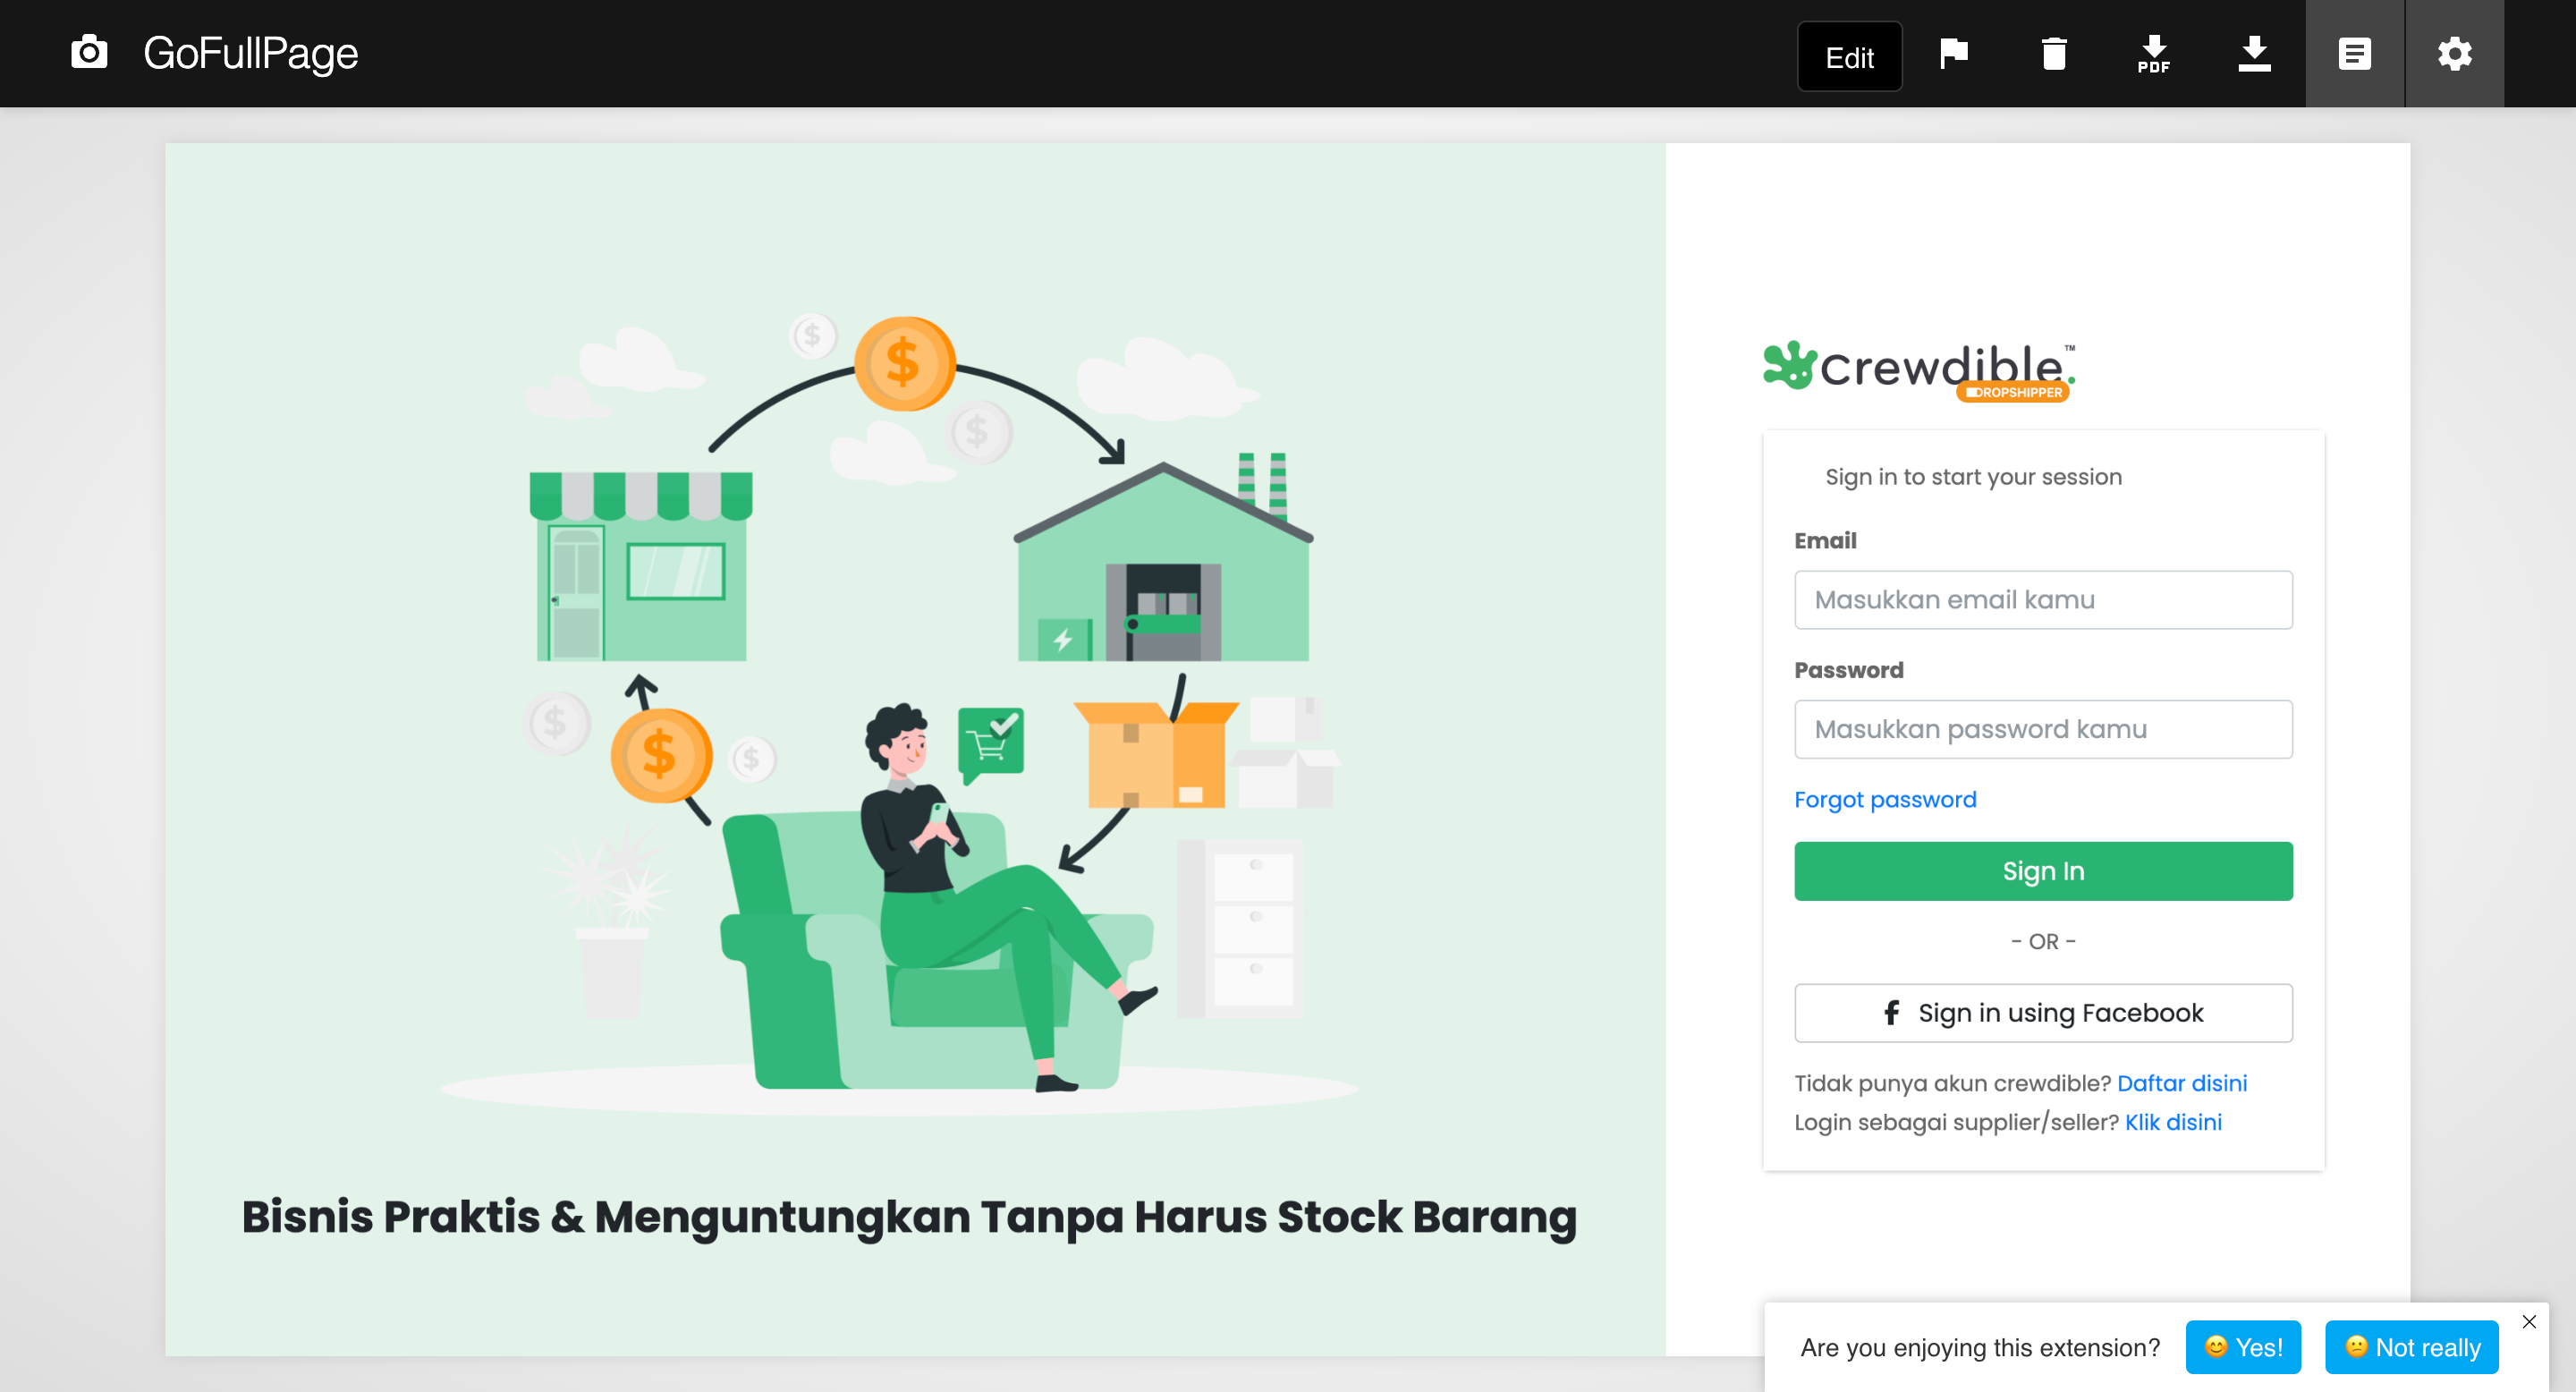 GoFullPage
Edit
PDF
crewdible.™
DROPSHIPPER
Sign in to start your session
Email
Masukkan email kamu
Password
Masukkan password kamu
Forgot password
Sign In
- OR -
Sign in using Facebook
Tidak punya akun crewdible? Daftar disini
Login sebagai supplier/seller? Klik disini
Bisnis Praktis & Menguntungkan Tanpa Harus Stock Barang
Are you enjoying this extension? 😊 Yes! 😕 Not really